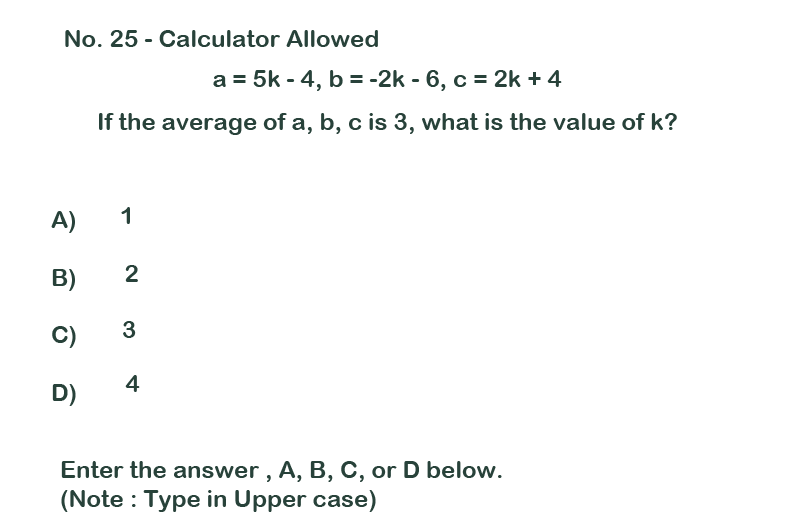 No. 25 - Calculator Allowed
a = 5k - 4, b = -2k - 6, c = 2k + 4
If the average of a, b, c is 3, what is the value of k?
A) 1
B) 2
C) 3
D) 4
Enter the answer , A, B, C, or D below.
(Note : Type in Upper case)